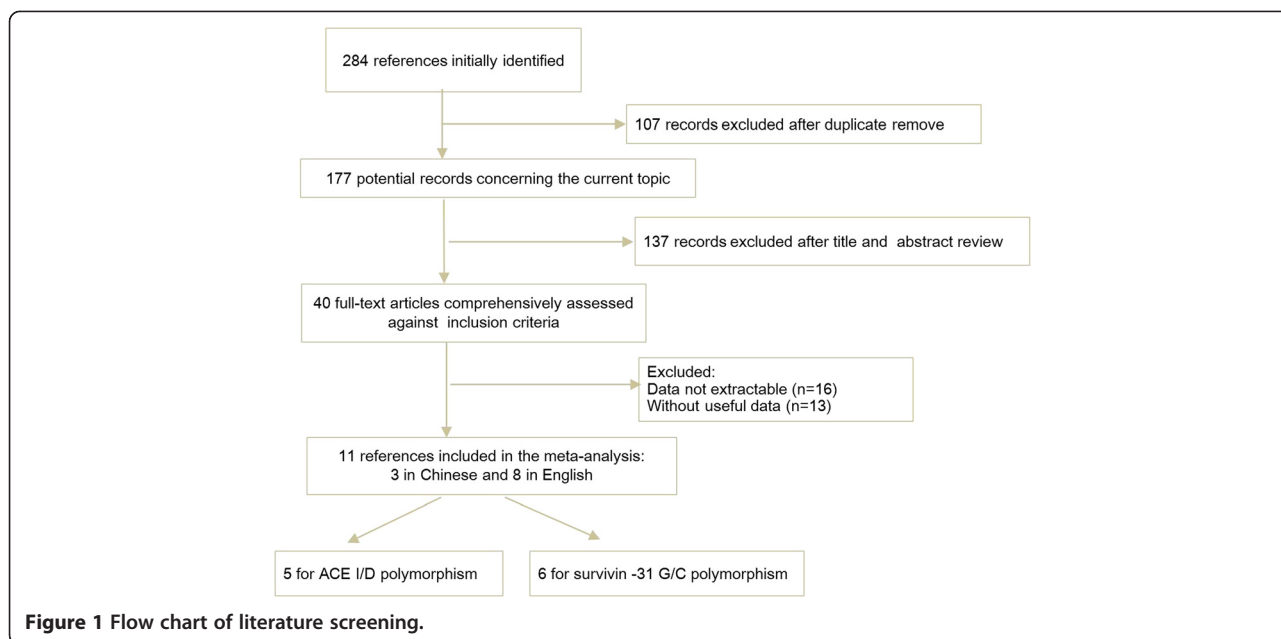 284 references initially identified
107 records excluded after duplicate remove
177 potential records concerning the current topic
137 records excluded after title and abstract review
40 full-text articles comprehensively assessed
against inclusion criteria
Excluded:
Data not extractable (n=16)
Without useful data (n=13)
11 references included in the meta-analysis:
3 in Chinese and 8 in English
5 for ACE I/D polymorphism
6 for survivin -31 G/C polymorphism
Figure 1 Flow chart of literature screening.